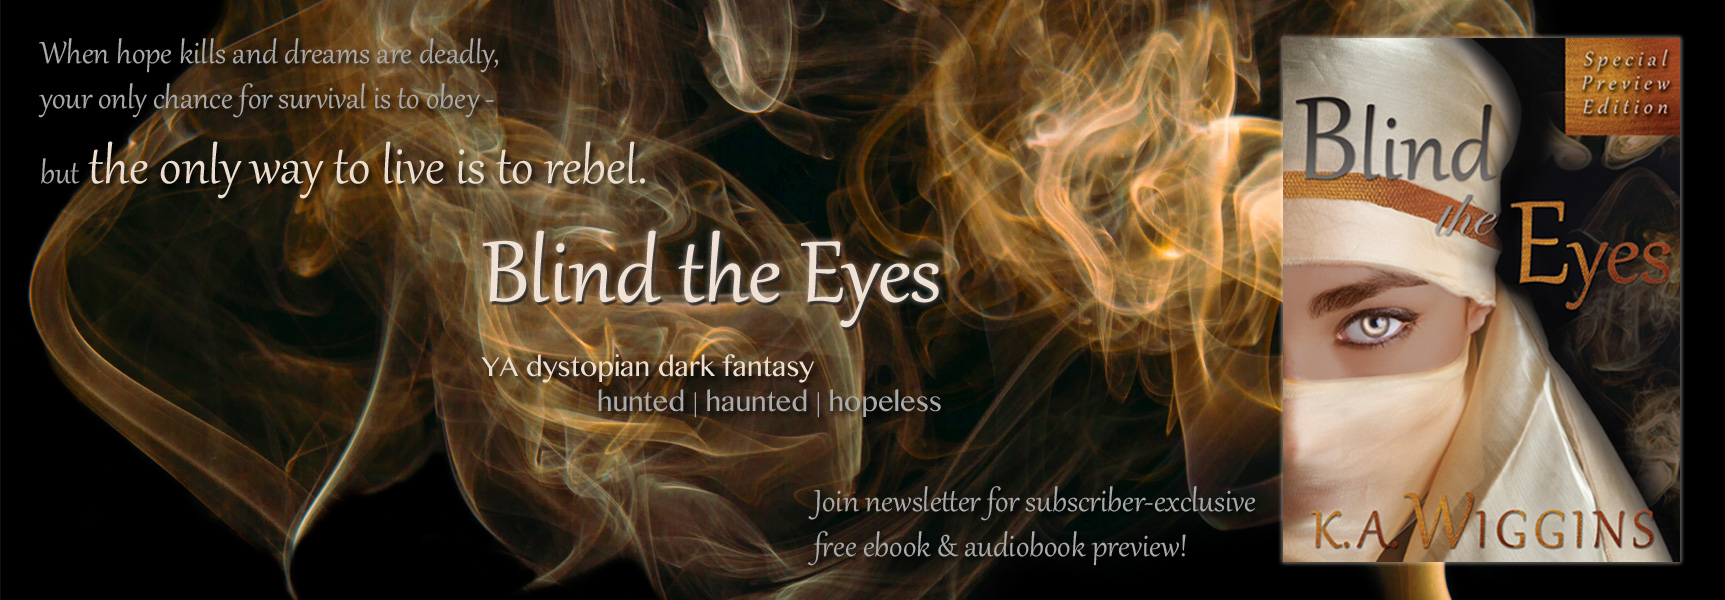 When hope kills and dreams are deadly,
your only chance for survival is to obey -
but the only way to live is to rebel.
Blind the Eyes
YA dystopian dark fantasy
hunted | haunted | hopeless
Join newsletter for subscriber-exclusive
free ebook & audiobook preview!
Special
Preview
Edition
Blind
the
Eyes
K.A. WIGGINS